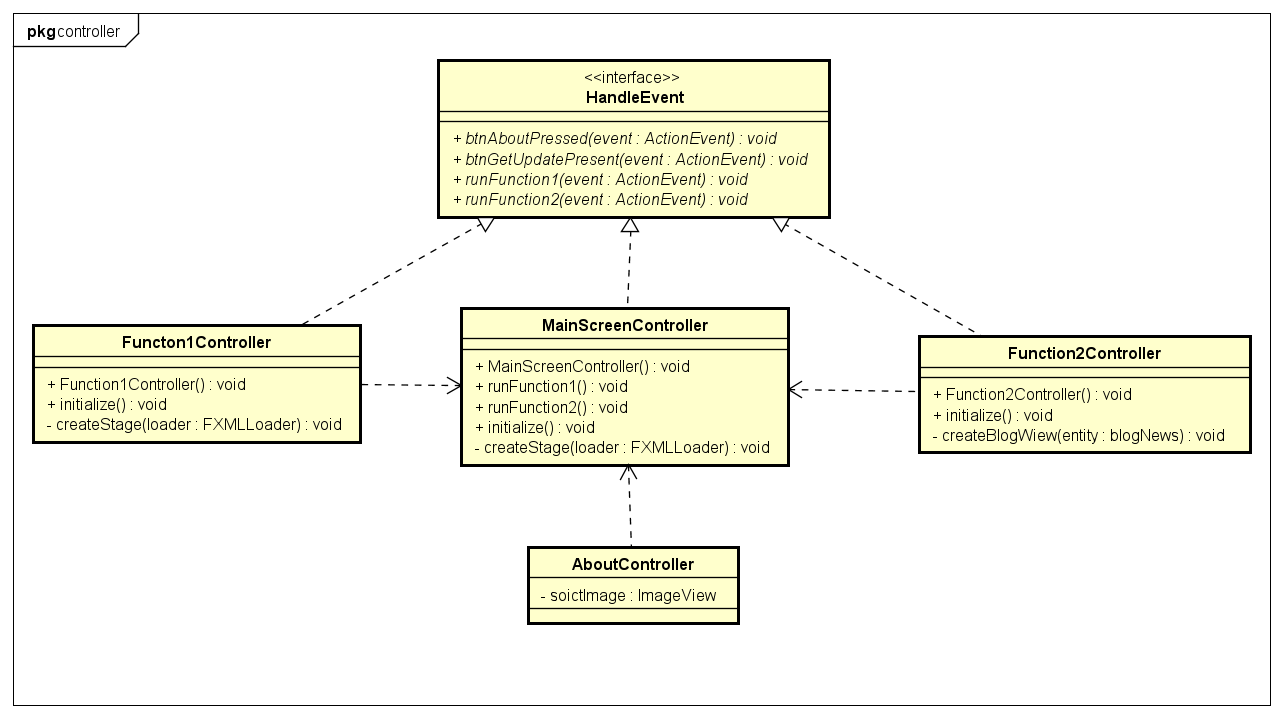 pkg controller
<<interface>>
HandleEvent
+ btnAboutPressed(event : ActionEvent) : void
+ btnGetUpdatePresent(event : ActionEvent) : void
+ runFunction1(event : ActionEvent) : void
+ runFunction2(event : ActionEvent) : void
Functon1Controller
+ Function1Controller() : void
+ initialize() : void
- createStage(loader : FXMLLoader) : void
MainScreenController
+ MainScreenController() : void
+ runFunction1() : void
+ runFunction2() : void
+ initialize() : void
- createStage(loader : FXMLLoader) : void
Function2Controller
+ Function2Controller() : void
+ initialize() : void
- createBlogWiew(entity : blogNews) : void
AboutController
- soictImage : ImageView